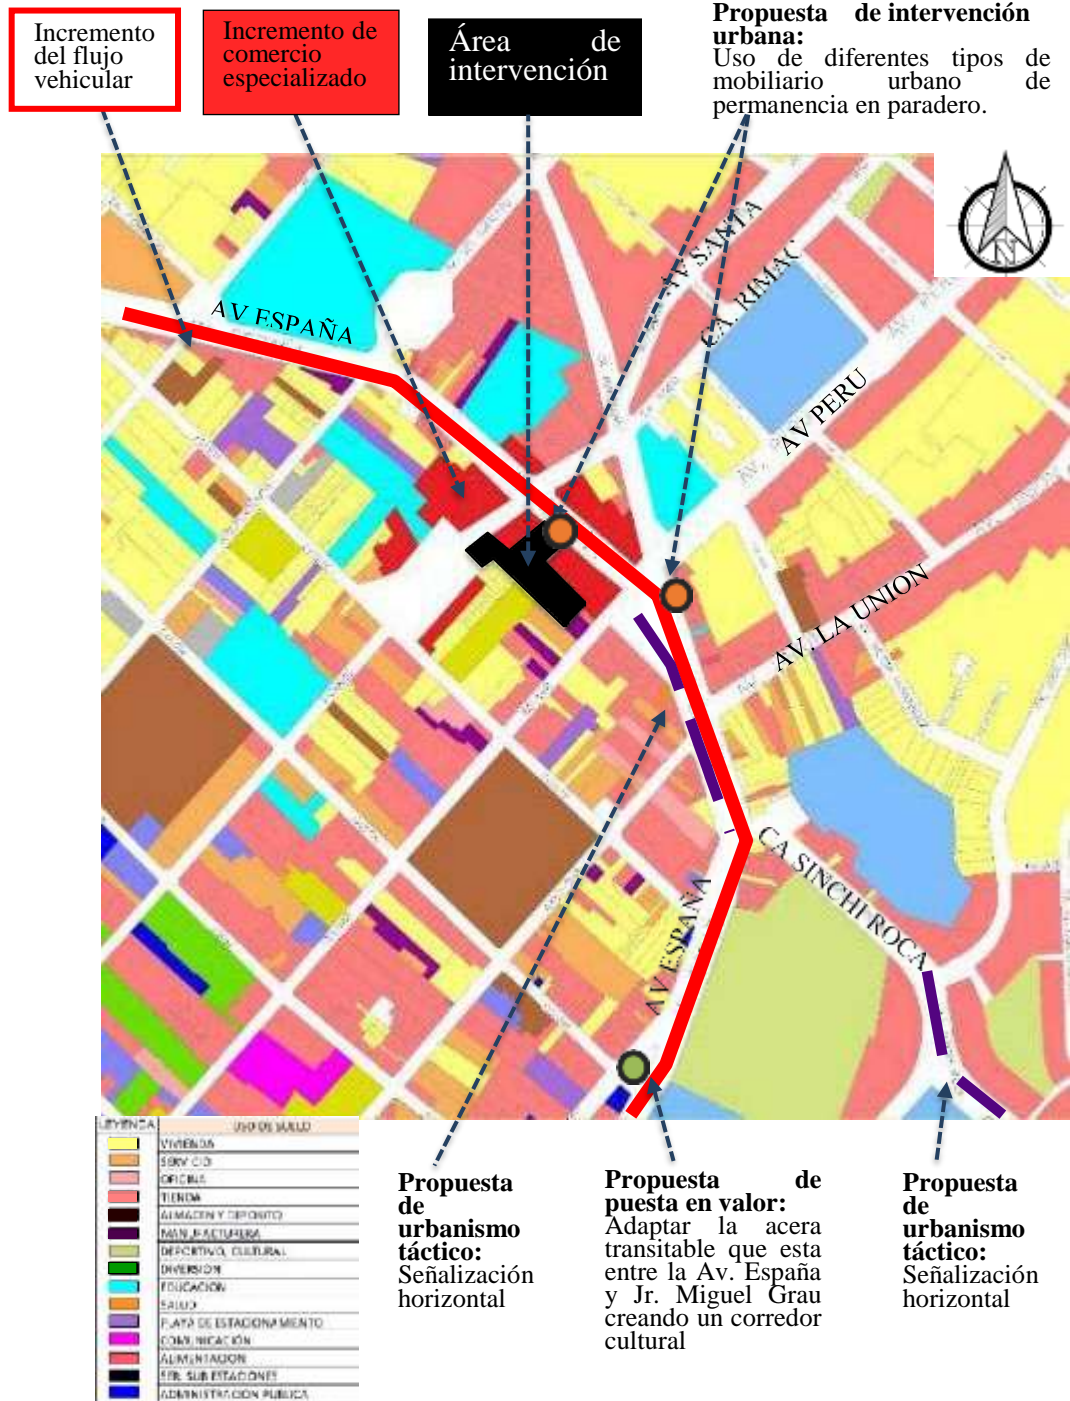 Incremento
del flujo
vehicular
Incremento de
comercio
especializado
Área de
intervención
Propuesta de intervención
urbana:
Uso de diferentes tipos de
mobiliario urbano de
permanencia en paradero.
N
AV ESPAÑA
AV SANTA
CA. RIMAC
AV PERU
AV. LA UNION
CA SINCHI ROCA
AV ESPAÑA
LEYENDA
USO DE SUELO
VIVIENDA
SERVICIO
OFICINA
TIENDA
ALMACEN Y DEPOSITO
MANUFACTURERA
DEPORTIVO, CULTURAL
DIVERSION
EDUCACION
SALUD
PLAYA DE ESTACIONAMIENTO
COMUNICACIÓN
ALIMENTACION
SER. SUB ESTACIONES
ADMINISTRACION PUBLICA
Propuesta
de
urbanismo
táctico:
Señalización
horizontal
Propuesta de
puesta en valor:
Adaptar la acera
transitable que esta
entre la Av. España
y Jr. Miguel Grau
creando un corredor
cultural
Propuesta
de
urbanismo
táctico:
Señalización
horizontal